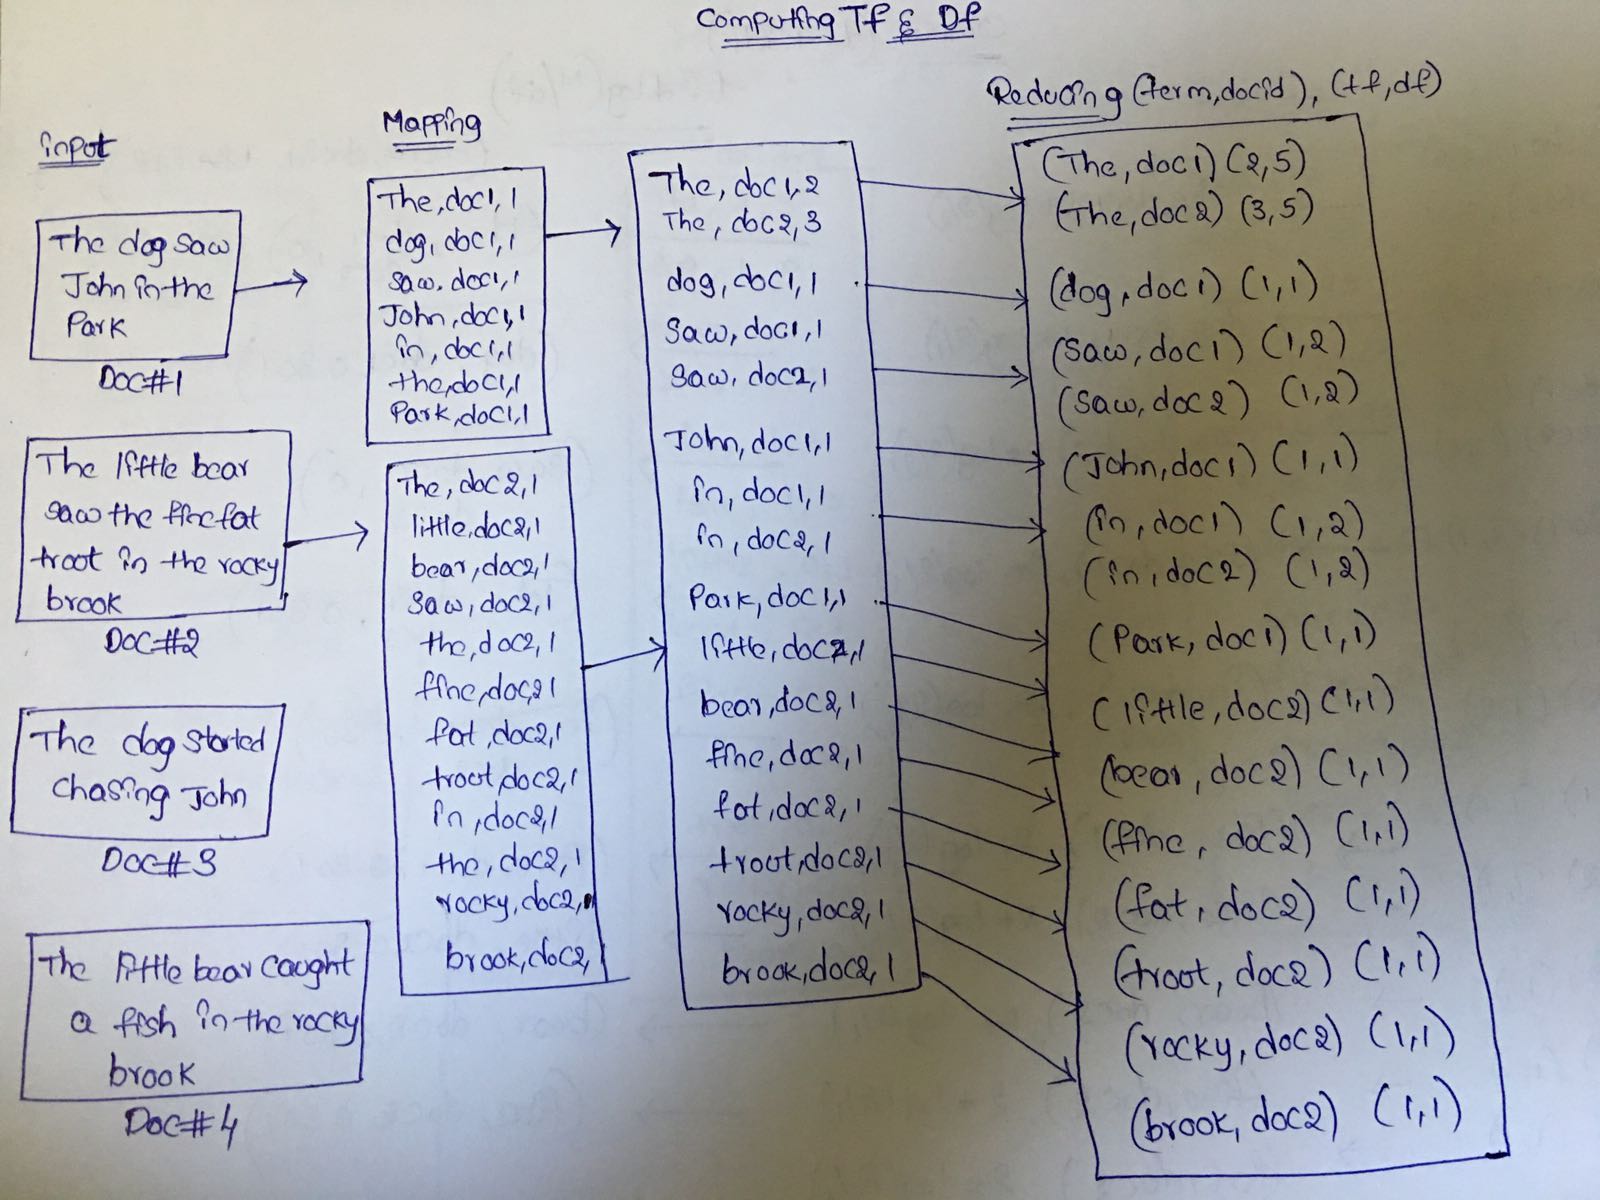 Computing Tf & Df
input
The dog saw
John in the
Park
Doc#1
The little bear
saw the fine fat
troot in the rocky
brook
Doc#2
The dog started
chasing John
Doc#3
The little bear caught
a fish in the rocky
brook
Doc#4
Mapping
The,doc1,1
dog,doc1,1
saw.doc1,1
John,doc1,1
in,doc1,1
the,doc1,1
Park,doc1,1
The,doc2,1
little,doc2,1
bear,doc2,1
saw,doc2,1
the,doc2,1
fine,doc2,1
fat,doc2,1
troot,doc2,1
in,doc2,1
the,doc2,1
rocky,doc2,1
brook,doc2,1
The,doc1,2
The,doc2,3
dog,doc1,1
Saw,doc1,1
Saw,doc2,1
John,doc1,1
in,doc1,1
in,doc2,1
Park,doc1,1
little,doc2,1
bear,doc2,1
fine,doc2,1
fat,doc2,1
troot,doc2,1
rocky,doc2,1
brook,doc2,1
Reducing (term,docid), (tf,df)
(The,doc1) (2,5)
(The,doc2) (3,5)
(dog,doc1) (1,1)
(saw,doc1) (1,2)
(saw,doc2) (1,2)
(John,doc1) (1,1)
(in,doc1) (1,2)
(in,doc2) (1,2)
(Park,doc1) (1,1)
(little,doc2) (1,1)
(bear,doc2) (1,1)
(fine,doc2) (1,1)
(fat,doc2) (1,1)
(troot,doc2) (1,1)
(rocky,doc2) (1,1)
(brook,doc2) (1,1)